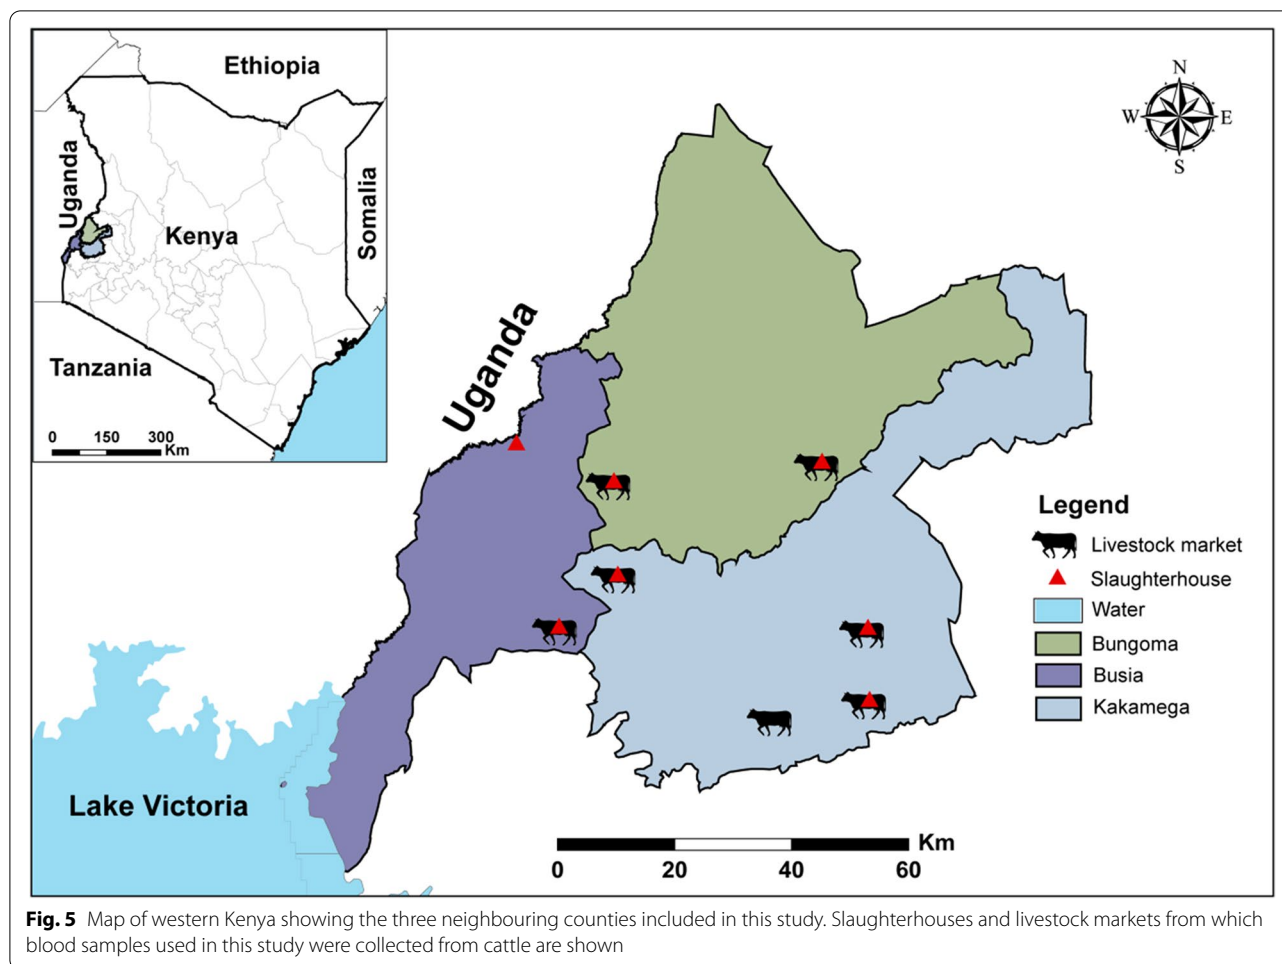 Ethiopia
Uganda
Kenya
Somalia
Tanzania
0 150 300
Km
N
W E
S
Uganda
Legend
Livestock market
Slaughterhouse
Water
Bungoma
Busia
Kakamega
Lake Victoria
Km
0 20 40 60
Fig. 5 Map of western Kenya showing the three neighbouring counties included in this study. Slaughterhouses and livestock markets from which
blood samples used in this study were collected from cattle are shown